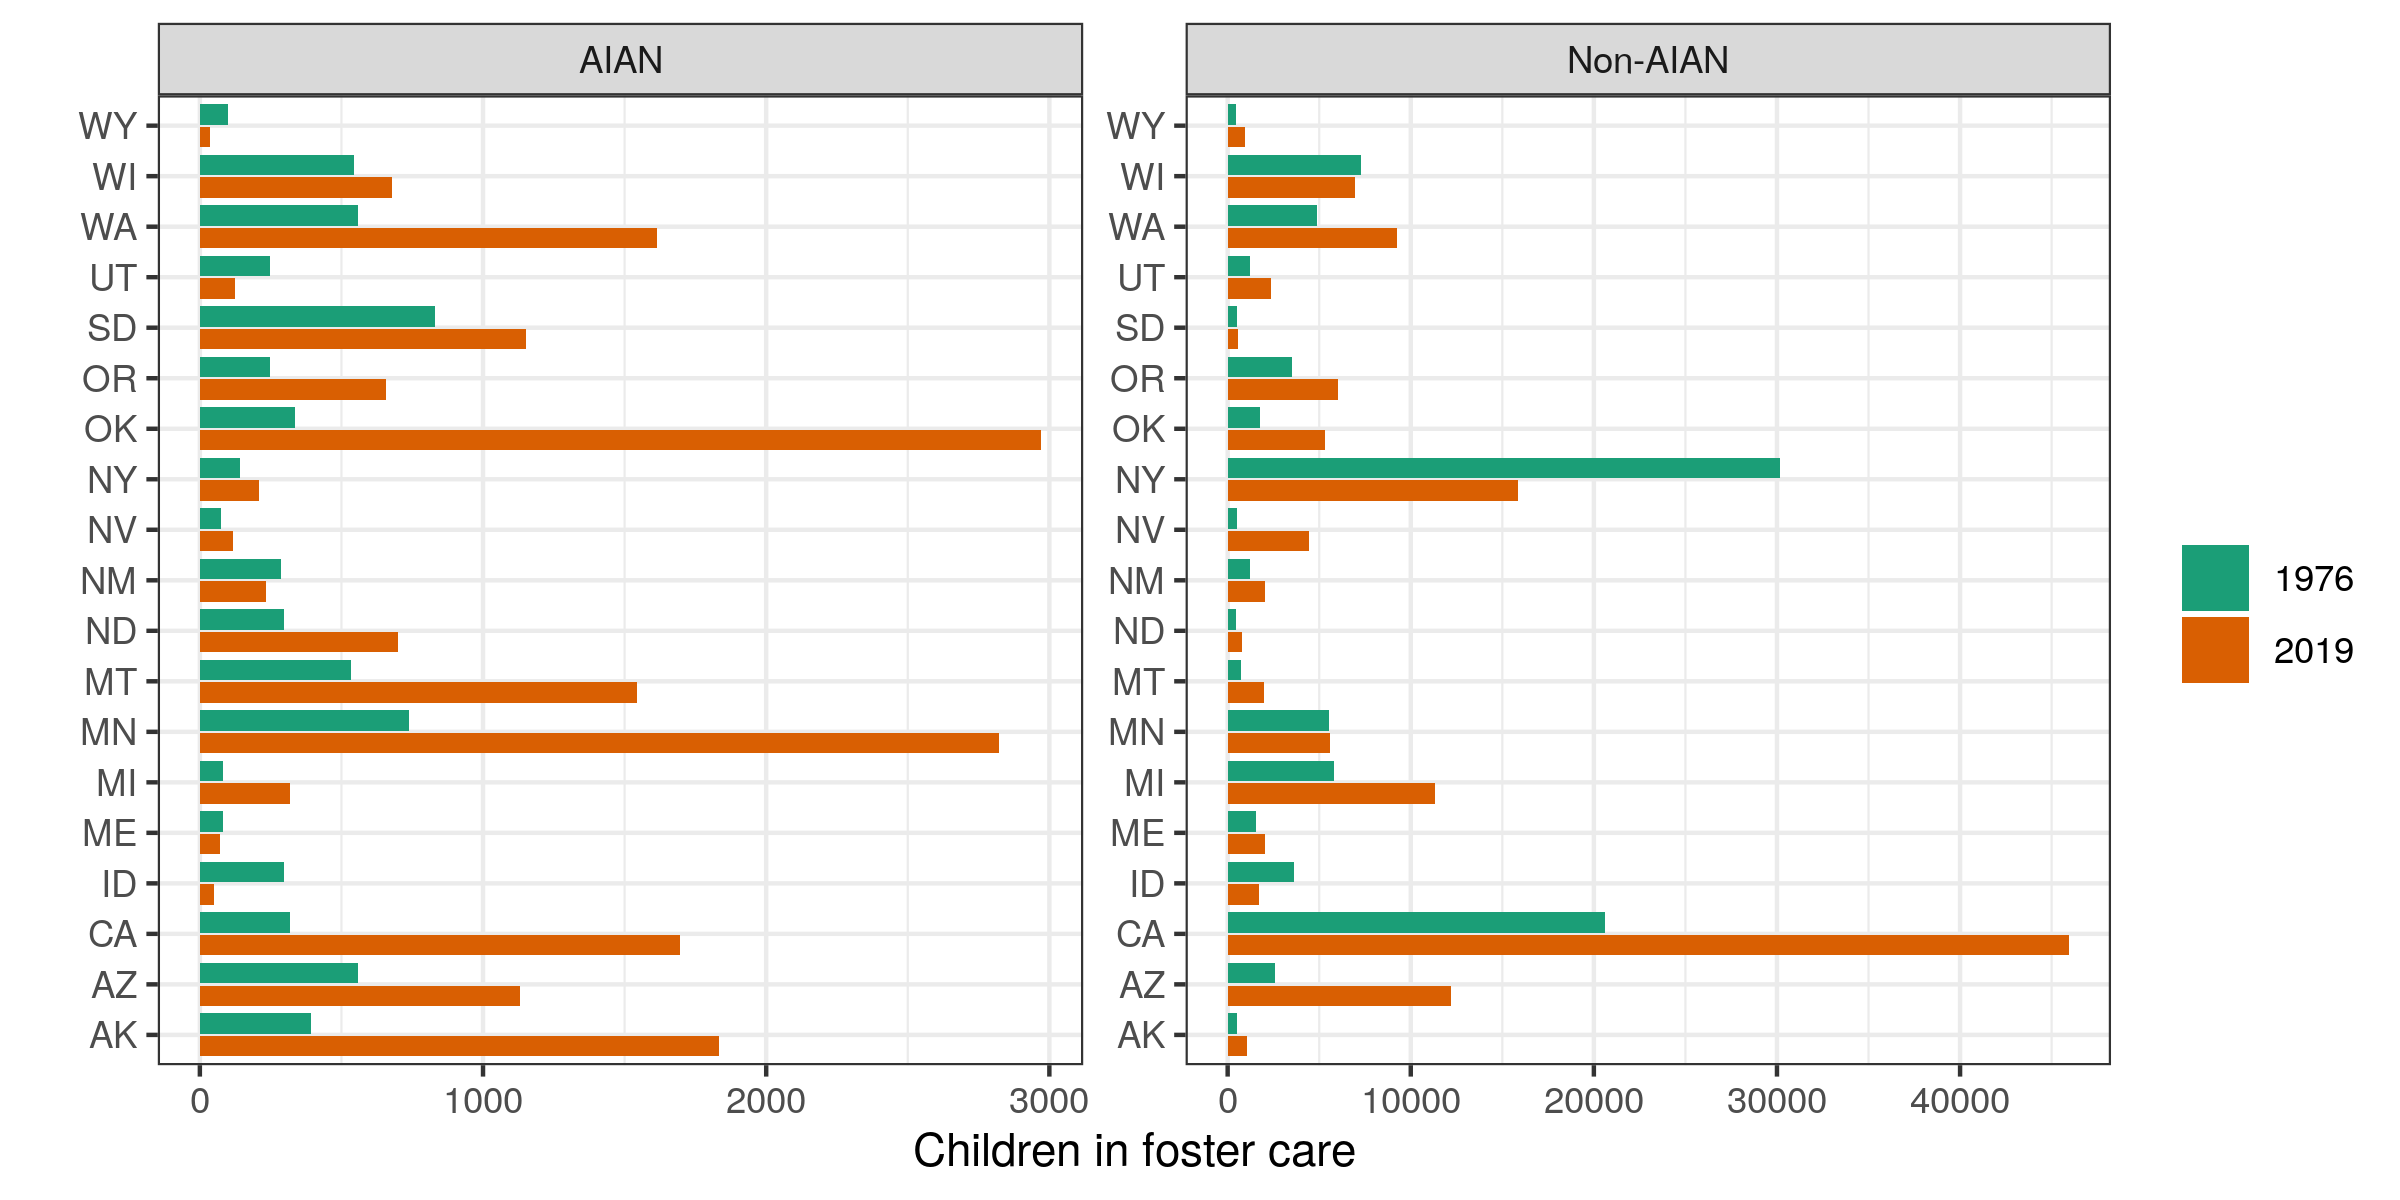 AIAN
Non-AIAN
WY
WI
WA
UT
SD
OR
OK
NY
NV
NM
ND
MT
MN
MI
ME
ID
CA
AZ
AK
0 1000 2000 3000
WY
WI
WA
UT
SD
OR
OK
NY
NV
NM
ND
MT
MN
MI
ME
ID
CA
AZ
AK
0 10000 20000 30000 40000
Children in foster care
1976
2019